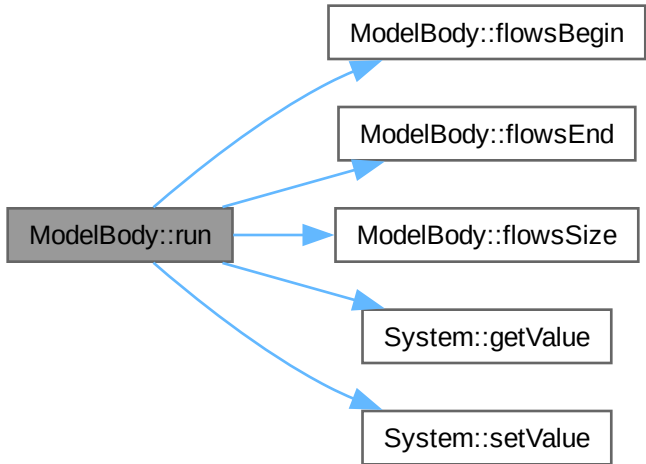 ModelBody::flowsBegin
ModelBody::flowsEnd
ModelBody::run
ModelBody::flowsSize
System::getValue
System::setValue